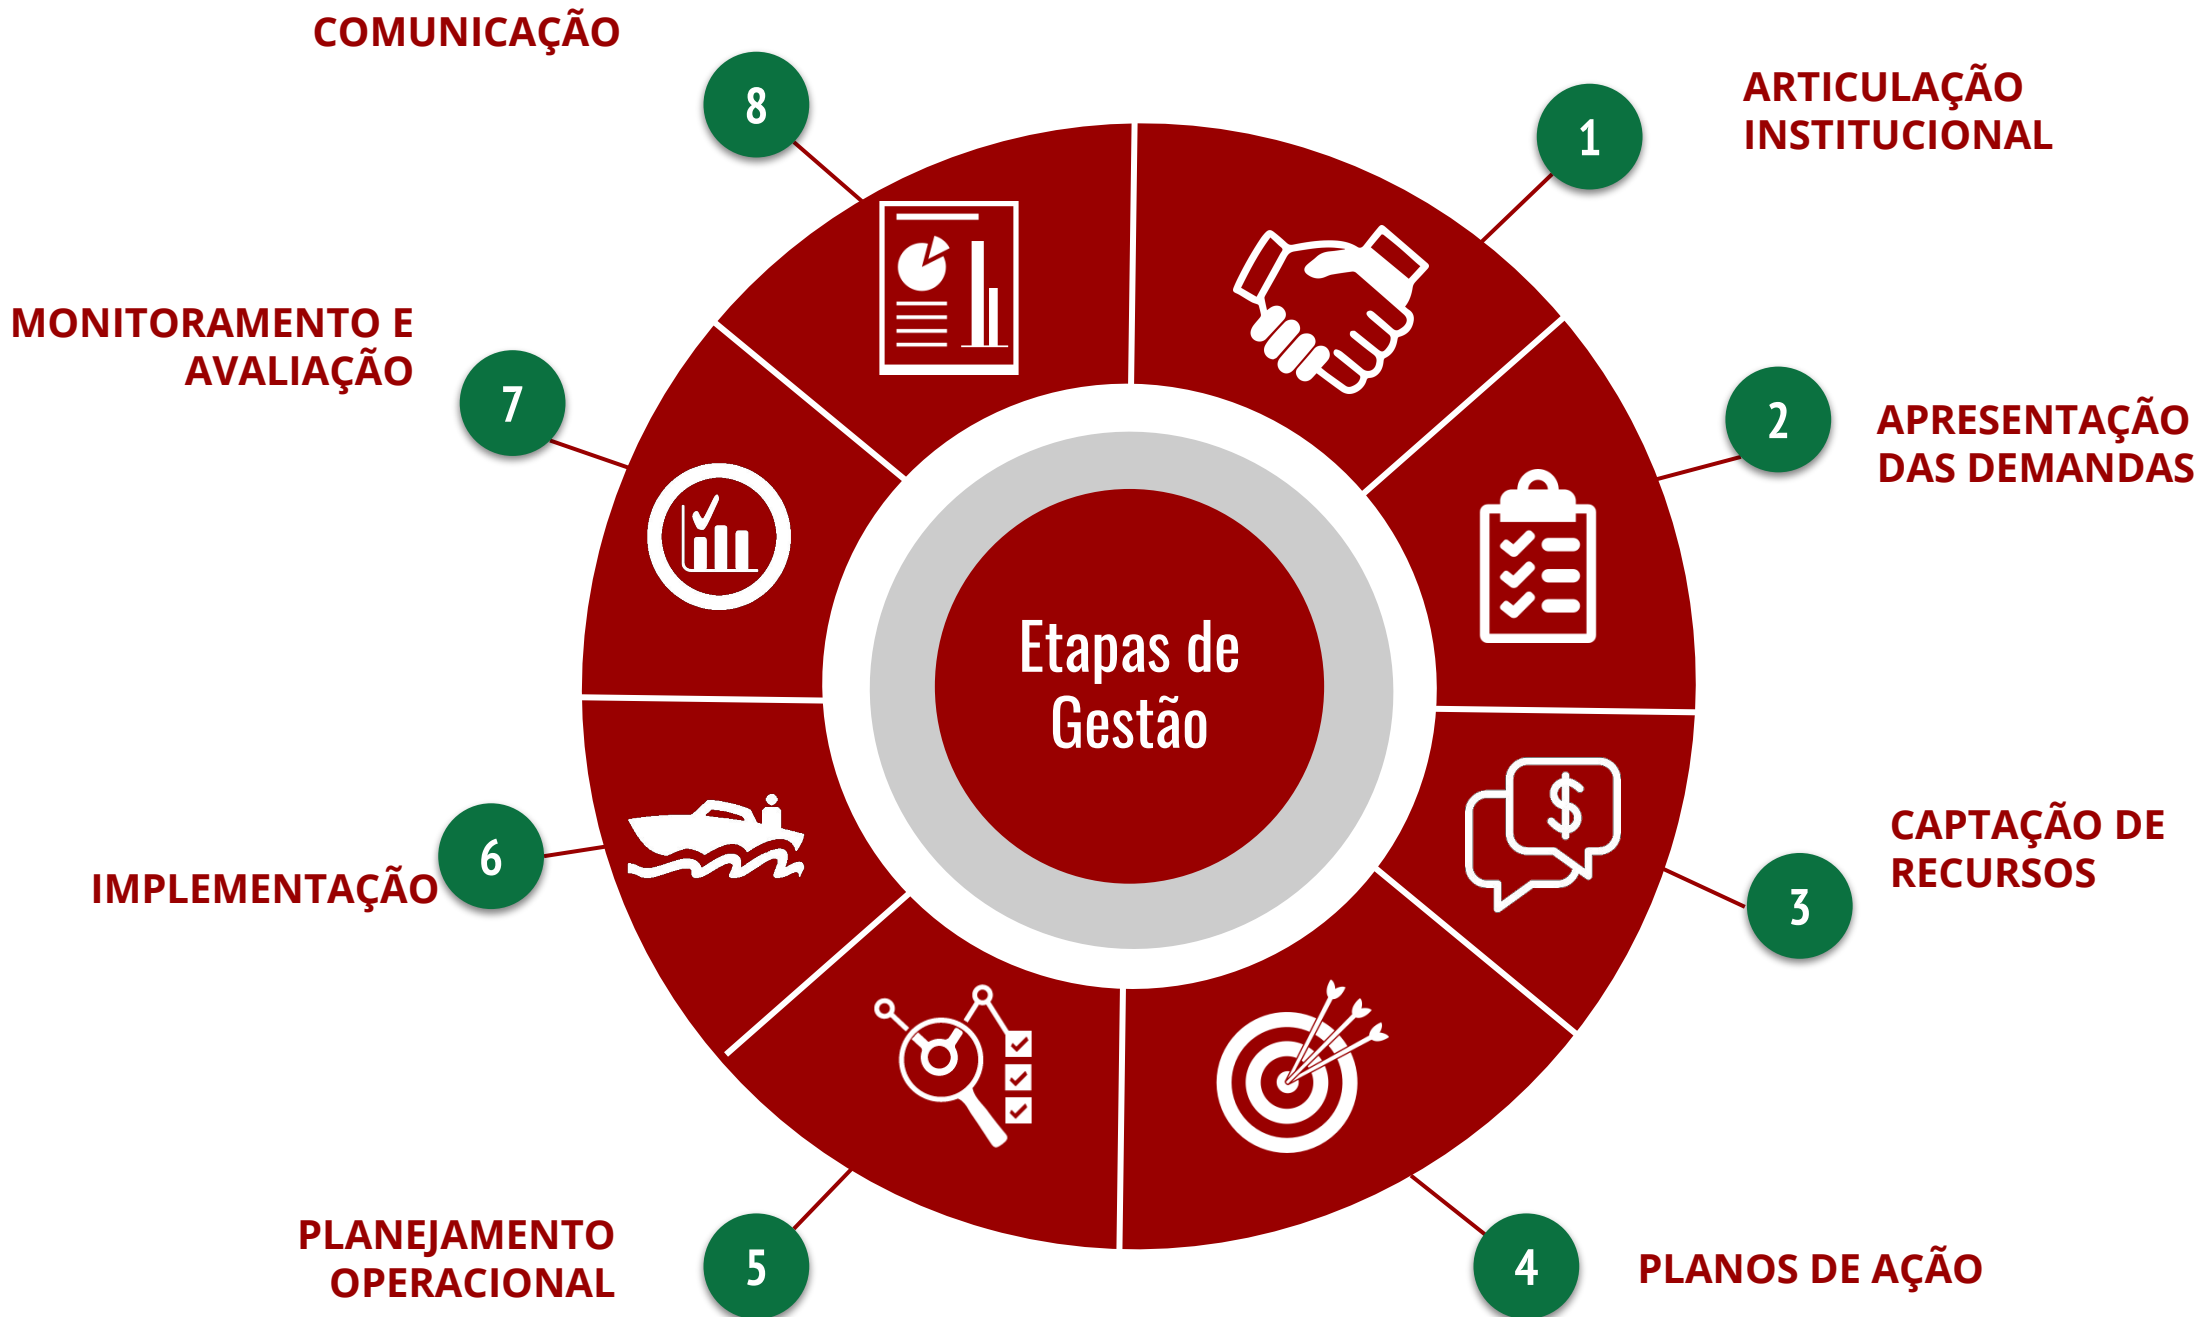 Etapas de
Gestão
1
ARTICULAÇÃO
INSTITUCIONAL
2
APRESENTAÇÃO
DAS DEMANDAS
3
CAPTAÇÃO DE
RECURSOS
4
PLANOS DE AÇÃO
5
PLANEJAMENTO
OPERACIONAL
6
IMPLEMENTAÇÃO
7
MONITORAMENTO E
AVALIAÇÃO
8
COMUNICAÇÃO
$